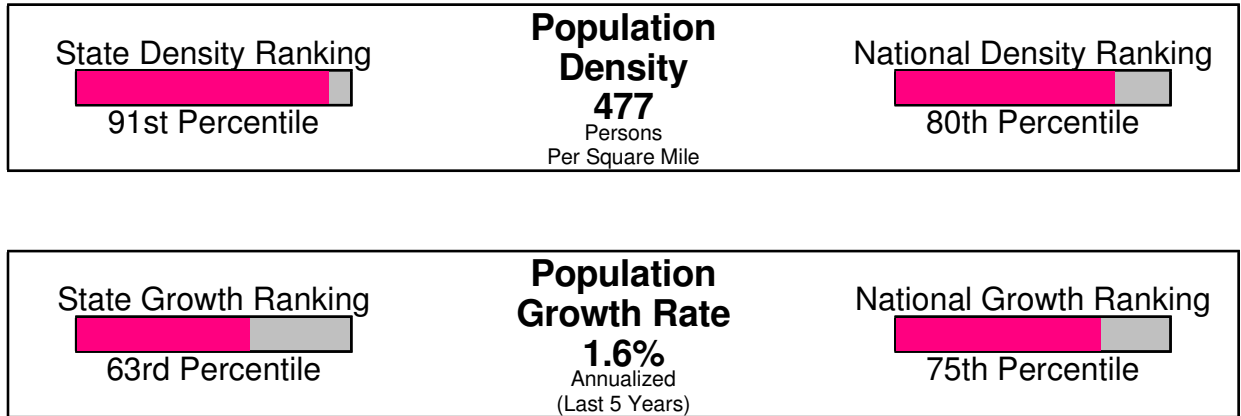 State Density Ranking
91st Percentile
Population
Density
477
Persons
Per Square Mile
National Density Ranking
80th Percentile
State Growth Ranking
63rd Percentile
Population
Growth Rate
1.6%
Annualized
(Last 5 Years)
National Growth Ranking
75th Percentile